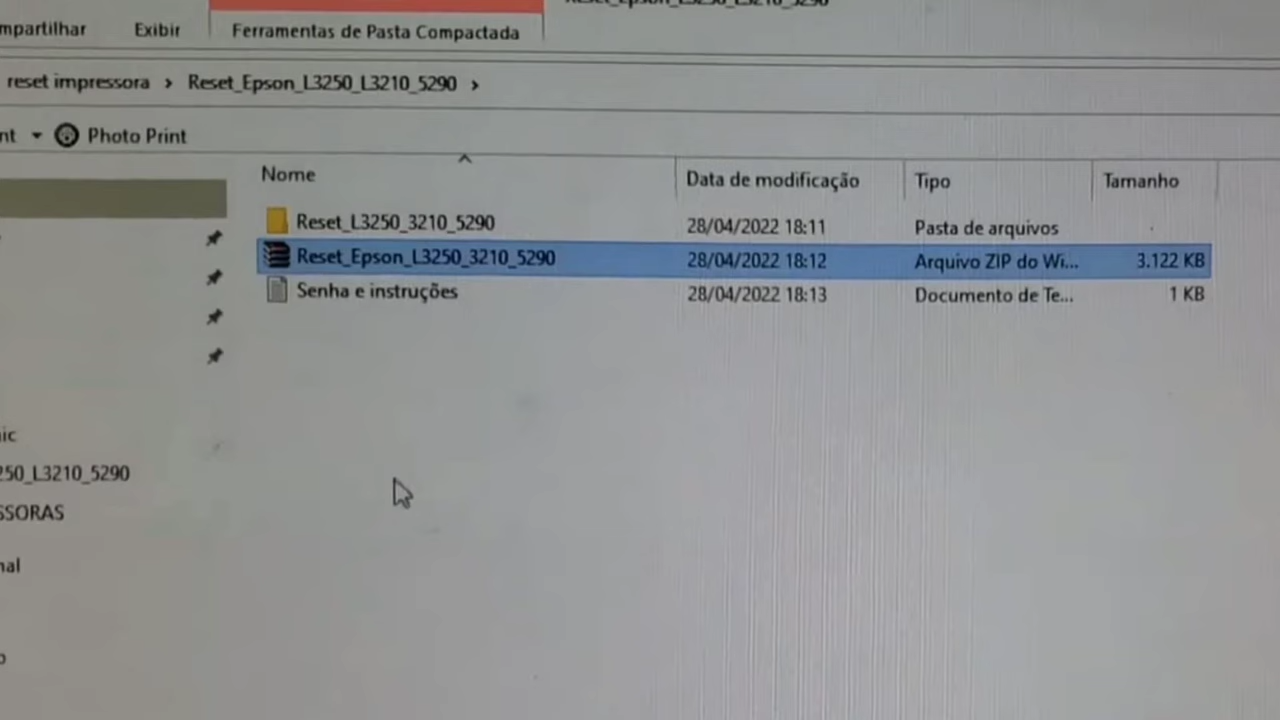 Reset_Epson_L3250_L3210_5290
mpartilhar Exibir Ferramentas de Pasta Compactada
reset impressora > Reset_Epson_L3250_L3210_5290 >
nt Photo Print
Nome Data de modificação Tipo Tamanho
Reset_L3250_3210_5290 28/04/2022 18:11 Pasta de arquivos
Reset_Epson_L3250_3210_5290 28/04/2022 18:12 Arquivo ZIP do Wi... 3.122 KB
Senha e instruções 28/04/2022 18:13 Documento de Te... 1 KB
ic
250_L3210_5290
SSORAS
nal